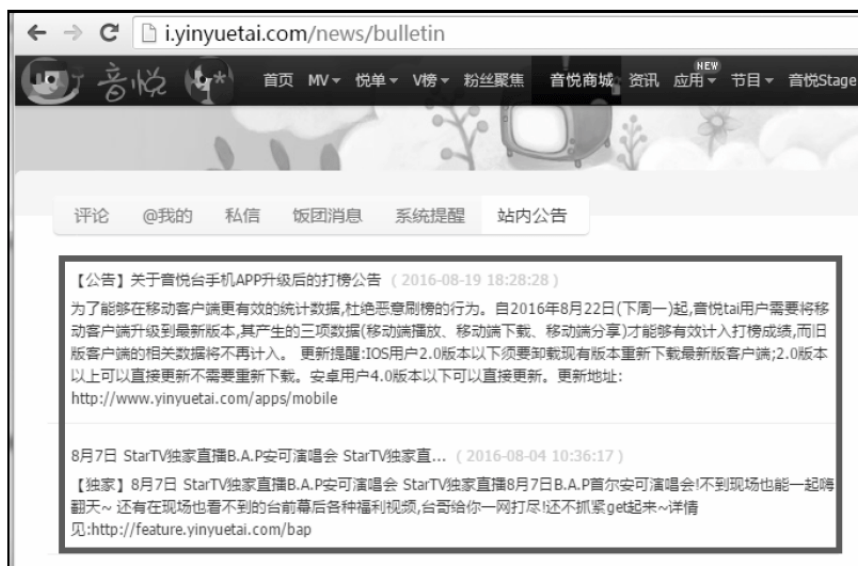 i.yinyuetai.com/news/bulletin
音悦
首页 MV 悦单 V榜 粉丝聚焦 音悦商城 资讯 应用 NEW 节目 音悦Stage
评论 @我的 私信 饭团消息 系统提醒 站内公告
【公告】关于音悦台手机APP升级后的打榜公告 ( 2016-08-19 18:28:28 )
为了能够在移动客户端更有效的统计数据,杜绝恶意刷榜的行为。自2016年8月22日(下周一)起,音悦tai用户需要将移
动客户端升级到最新版本,其产生的三项数据(移动端播放、移动端下载、移动端分享)才能够有效计入打榜成绩,而旧
版客户端的相关数据将不再计入。 更新提醒:IOS用户2.0版本以下须要卸载现有版本重新下载最新版客户端;2.0版本
以上可以直接更新不需要重新下载。安卓用户4.0版本以下可以直接更新。更新地址:
http://www.yinyuetai.com/apps/mobile
8月7日 StarTV独家直播B.A.P安可演唱会 StarTV独家直... ( 2016-08-04 10:36:17 )
【独家】8月7日 StarTV独家直播B.A.P安可演唱会 StarTV独家直播8月7日B.A.P首尔安可演唱会!不到现场也能一起嗨
翻天~ 还有在现场也看不到的台前幕后各种福利视频,台哥给你一网打尽!还不抓紧get起来~详情
见:http://feature.yinyuetai.com/bap